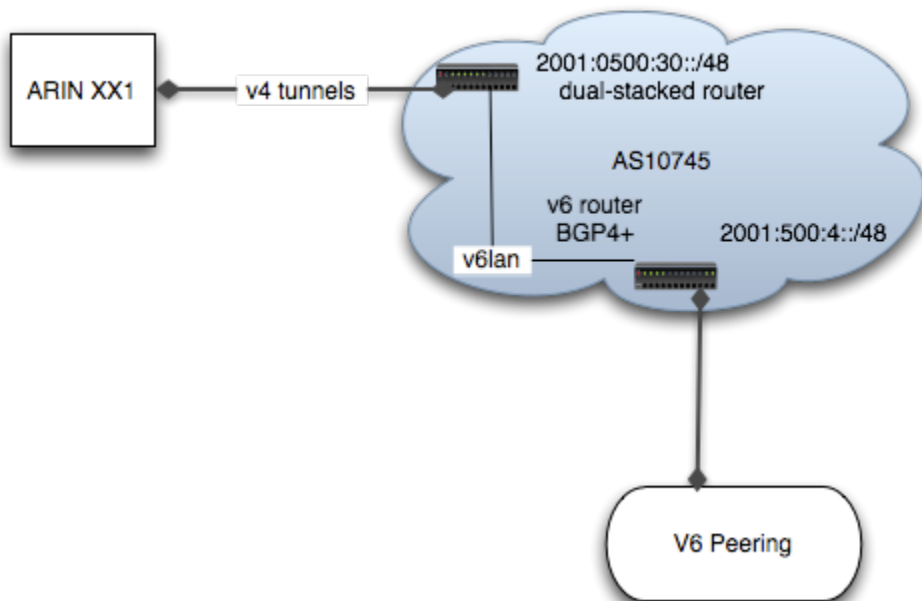 ARIN XX1
v4 tunnels
2001:0500:30::/48
dual-stacked router
AS10745
v6 router
BGP4+
2001:500:4::/48
v6lan
V6 Peering